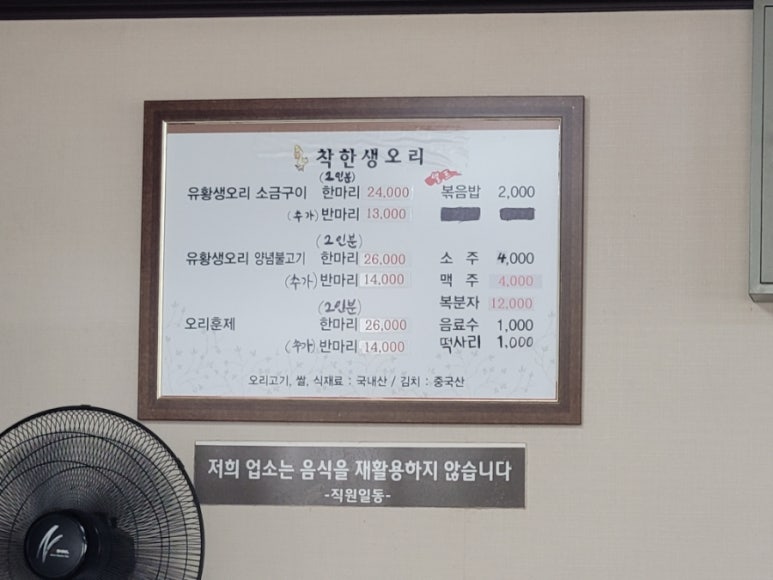 착한생오리
(2인분)
유황생오리 소금구이 한마리 24,000 볶음밥 2,000
(추가) 반마리 13,000
(2인분)
유황생오리 양념불고기 한마리 26,000 소 주 4,000
(추가) 반마리 14,000 맥 주 4,000
(2인분) 복분자 12,000
오리훈제 한마리 26,000 음료수 1,000
(추가) 반마리 14,000 떡사리 1,000
오리고기, 쌀, 식재료 : 국내산 / 김치 : 중국산
저희 업소는 음식을 재활용하지 않습니다
-직원일동-